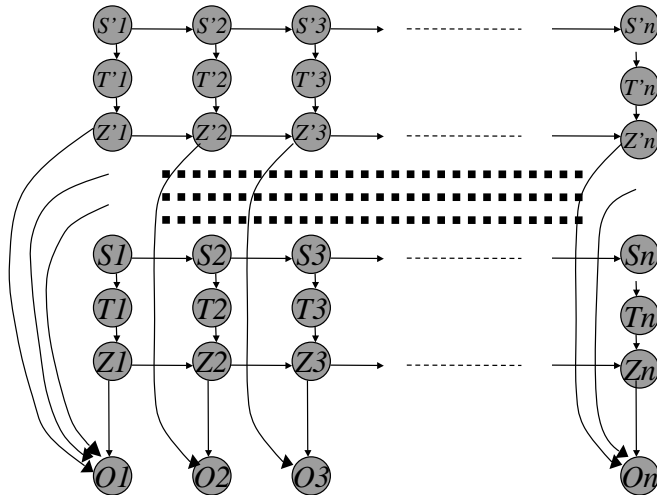 S'1 S'2 S'3 S'n
T'1 T'2 T'3 T'n
Z'1 Z'2 Z'3 Z'n
S1 S2 S3 Sn
T1 T2 T3 Tn
Z1 Z2 Z3 Zn
O1 O2 O3 On